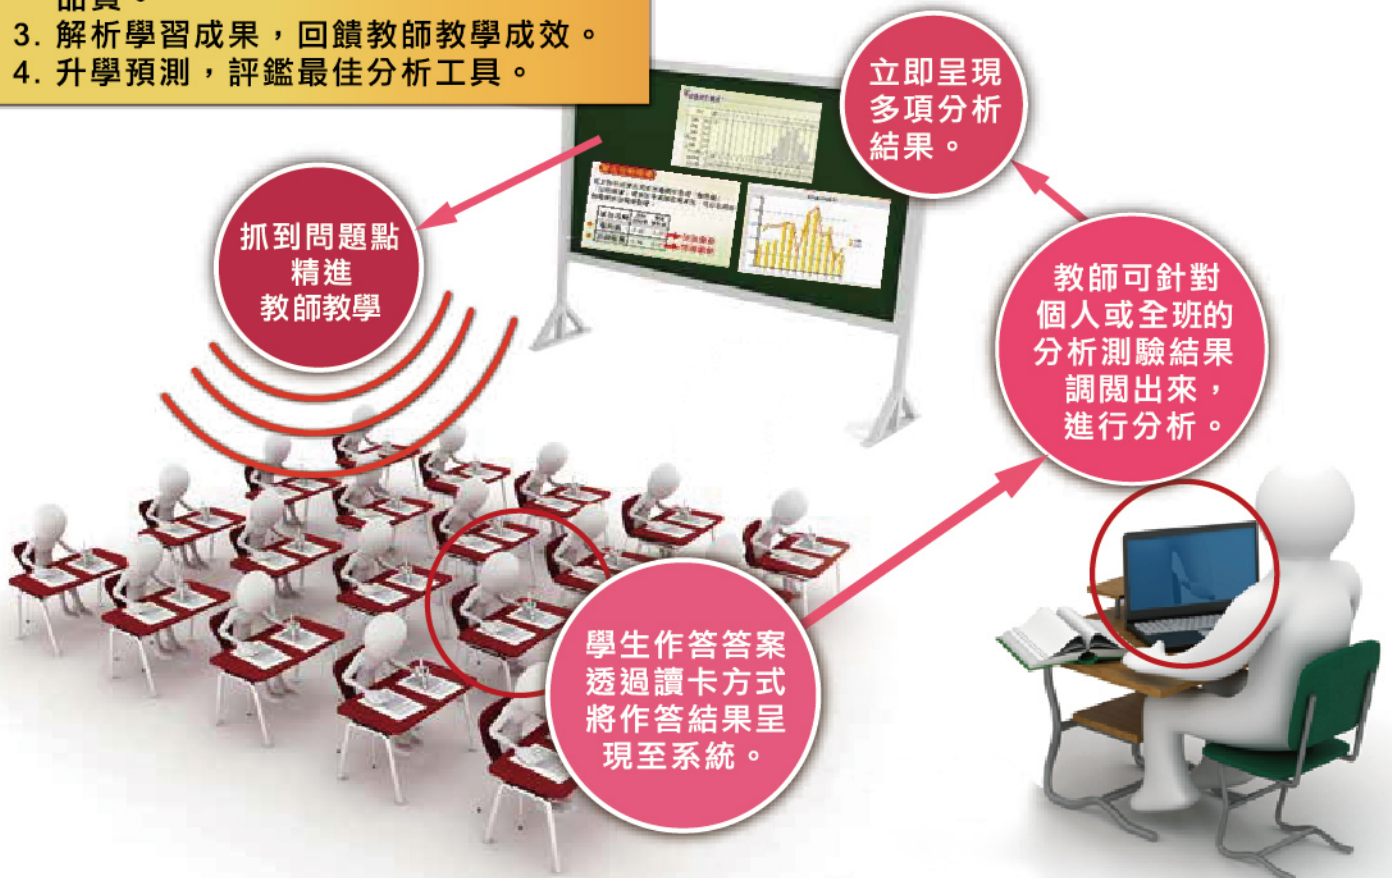 品質。
3. 解析學習成果，回饋教師教學成效。
4. 升學預測，評鑑最佳分析工具。
立即呈現
多項分析
結果。
抓到問題點
精進
教師教學
教師可針對
個人或全班的
分析測驗結果
調閱出來，
進行分析。
學生作答答案
透過讀卡方式
將作答結果呈
現至系統。